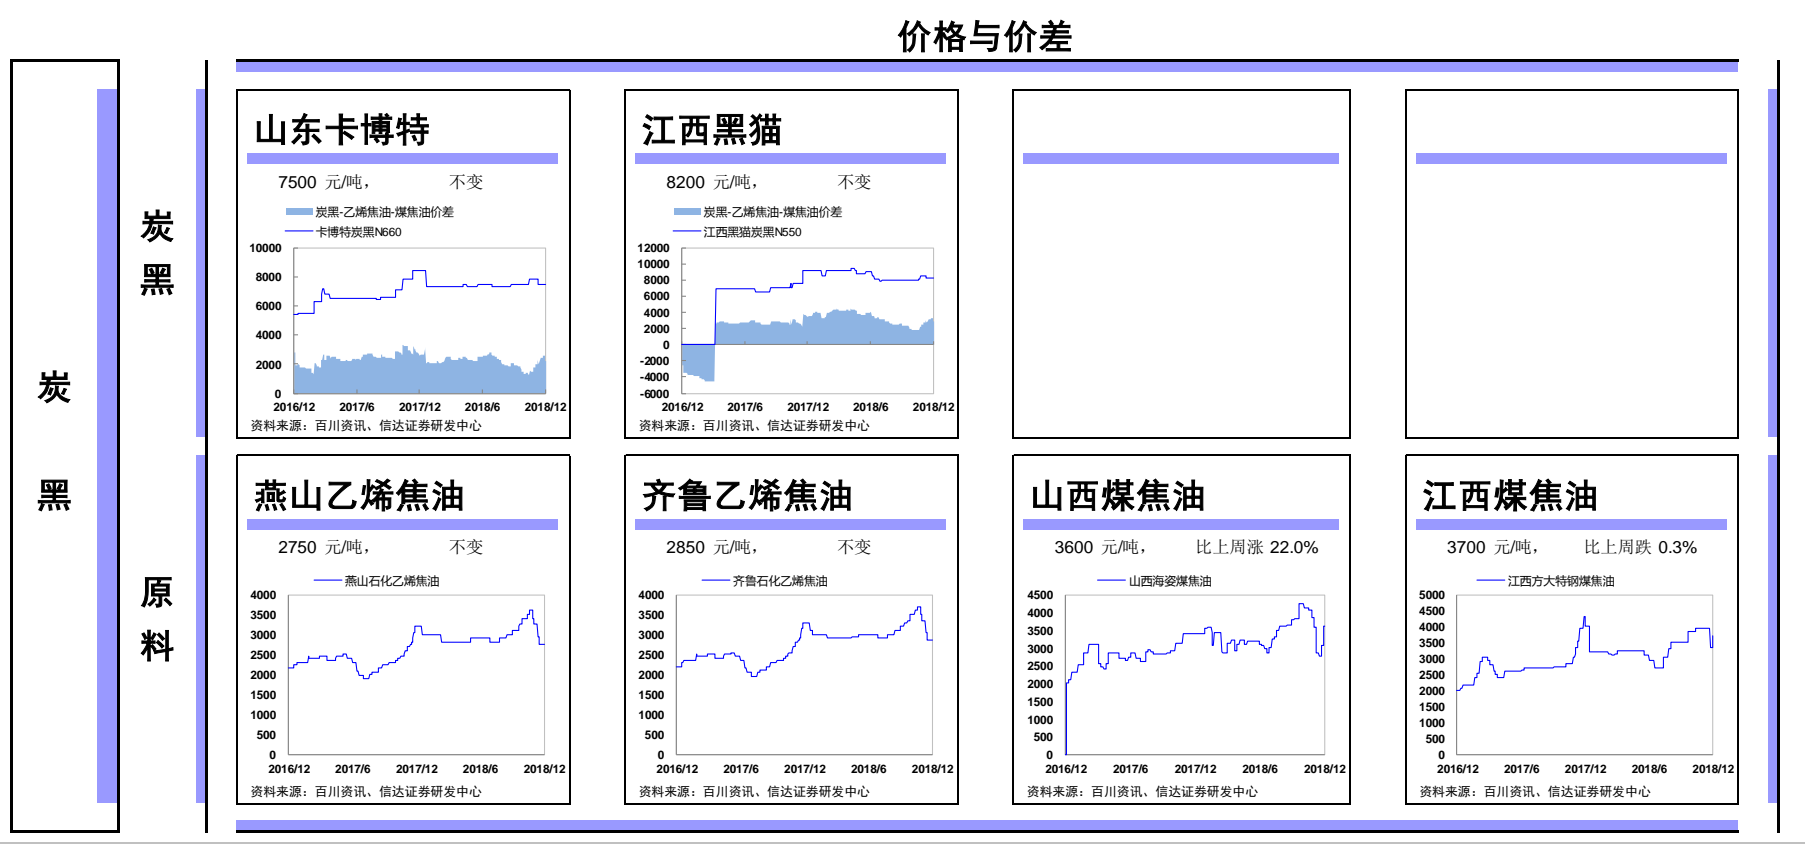 价格与价差
炭
黑
炭
黑
山东卡博特
7500 元/吨， 不变
炭黑-乙烯焦油-煤焦油价差
卡博特炭黑N660
10000
8000
6000
4000
2000
0
2016/12 2017/6 2017/12 2018/6 2018/12
资料来源：百川资讯、信达证券研发中心
江西黑猫
8200 元/吨， 不变
炭黑-乙烯焦油-煤焦油价差
江西黑猫炭黑N550
12000
10000
8000
6000
4000
2000
0
-2000
-4000
-6000
2016/12 2017/6 2017/12 2018/6 2018/12
资料来源：百川资讯、信达证券研发中心
原
料
燕山乙烯焦油
2750 元/吨， 不变
燕山石化乙烯焦油
4000
3500
3000
2500
2000
1500
1000
500
0
2016/12 2017/6 2017/12 2018/6 2018/12
资料来源：百川资讯、信达证券研发中心
齐鲁乙烯焦油
2850 元/吨， 不变
齐鲁石化乙烯焦油
4000
3500
3000
2500
2000
1500
1000
500
0
2016/12 2017/6 2017/12 2018/6 2018/12
资料来源：百川资讯、信达证券研发中心
山西煤焦油
3600 元/吨， 比上周涨 22.0%
山西海姿煤焦油
4500
4000
3500
3000
2500
2000
1500
1000
500
0
2016/12 2017/6 2017/12 2018/6 2018/12
资料来源：百川资讯、信达证券研发中心
江西煤焦油
3700 元/吨， 比上周跌 0.3%
江西方大特钢煤焦油
5000
4500
4000
3500
3000
2500
2000
1500
1000
500
0
2016/12 2017/6 2017/12 2018/6 2018/12
资料来源：百川资讯、信达证券研发中心